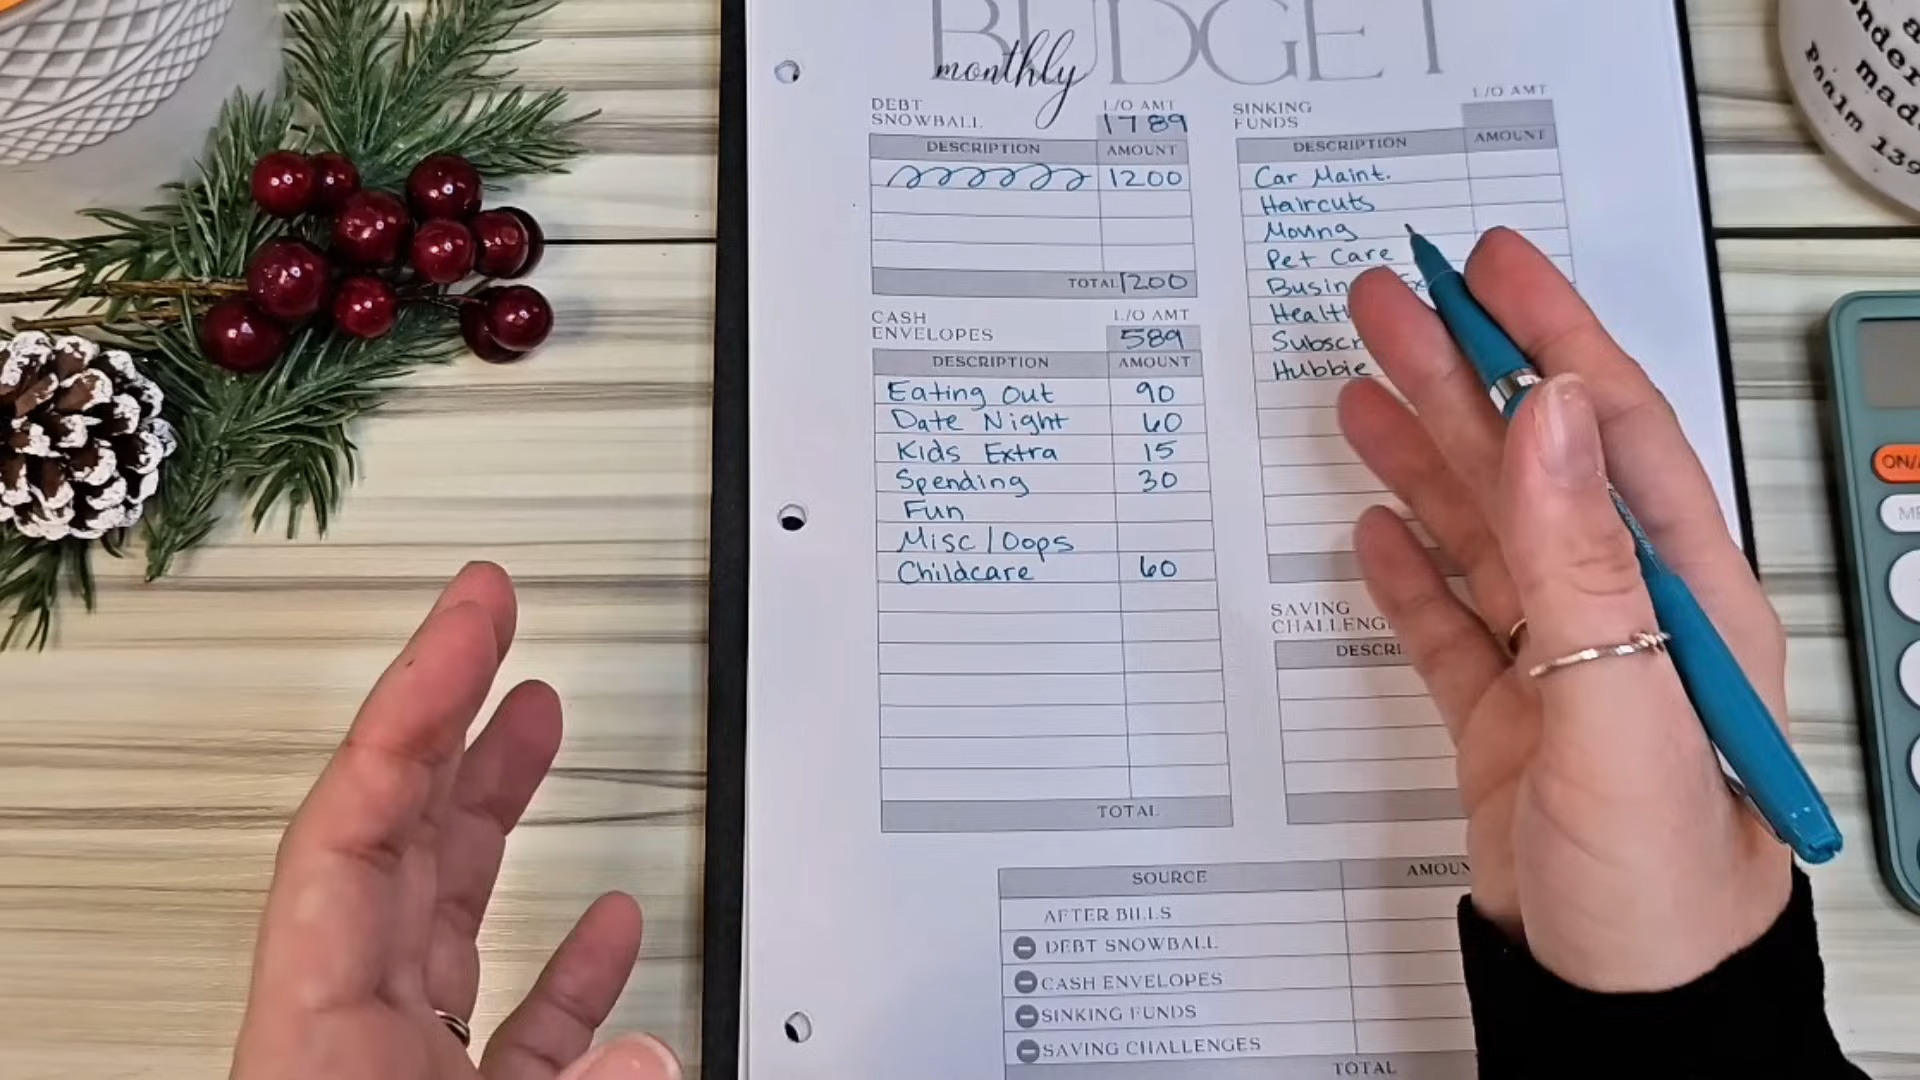 BUDGET
monthly
DEBT SNOWBALL
L/O AMT
1789
DESCRIPTION AMOUNT
1200
TOTAL 1200
CASH ENVELOPES
L/O AMT
589
DESCRIPTION AMOUNT
Eating Out 90
Date Night 60
Kids Extra 15
Spending 30
Fun
Misc/Oops
Childcare 60
TOTAL
SINKING FUNDS
L/O AMT
DESCRIPTION AMOUNT
Car Maint.
Haircuts
Moving
Pet Care
Hubbie
SAVING
SOURCE
AFTER BILLS
DEBT SNOWBALL
CASH ENVELOPES
SINKING FUNDS
SAVING CHALLENGES
TOTAL
made
Psalm 139